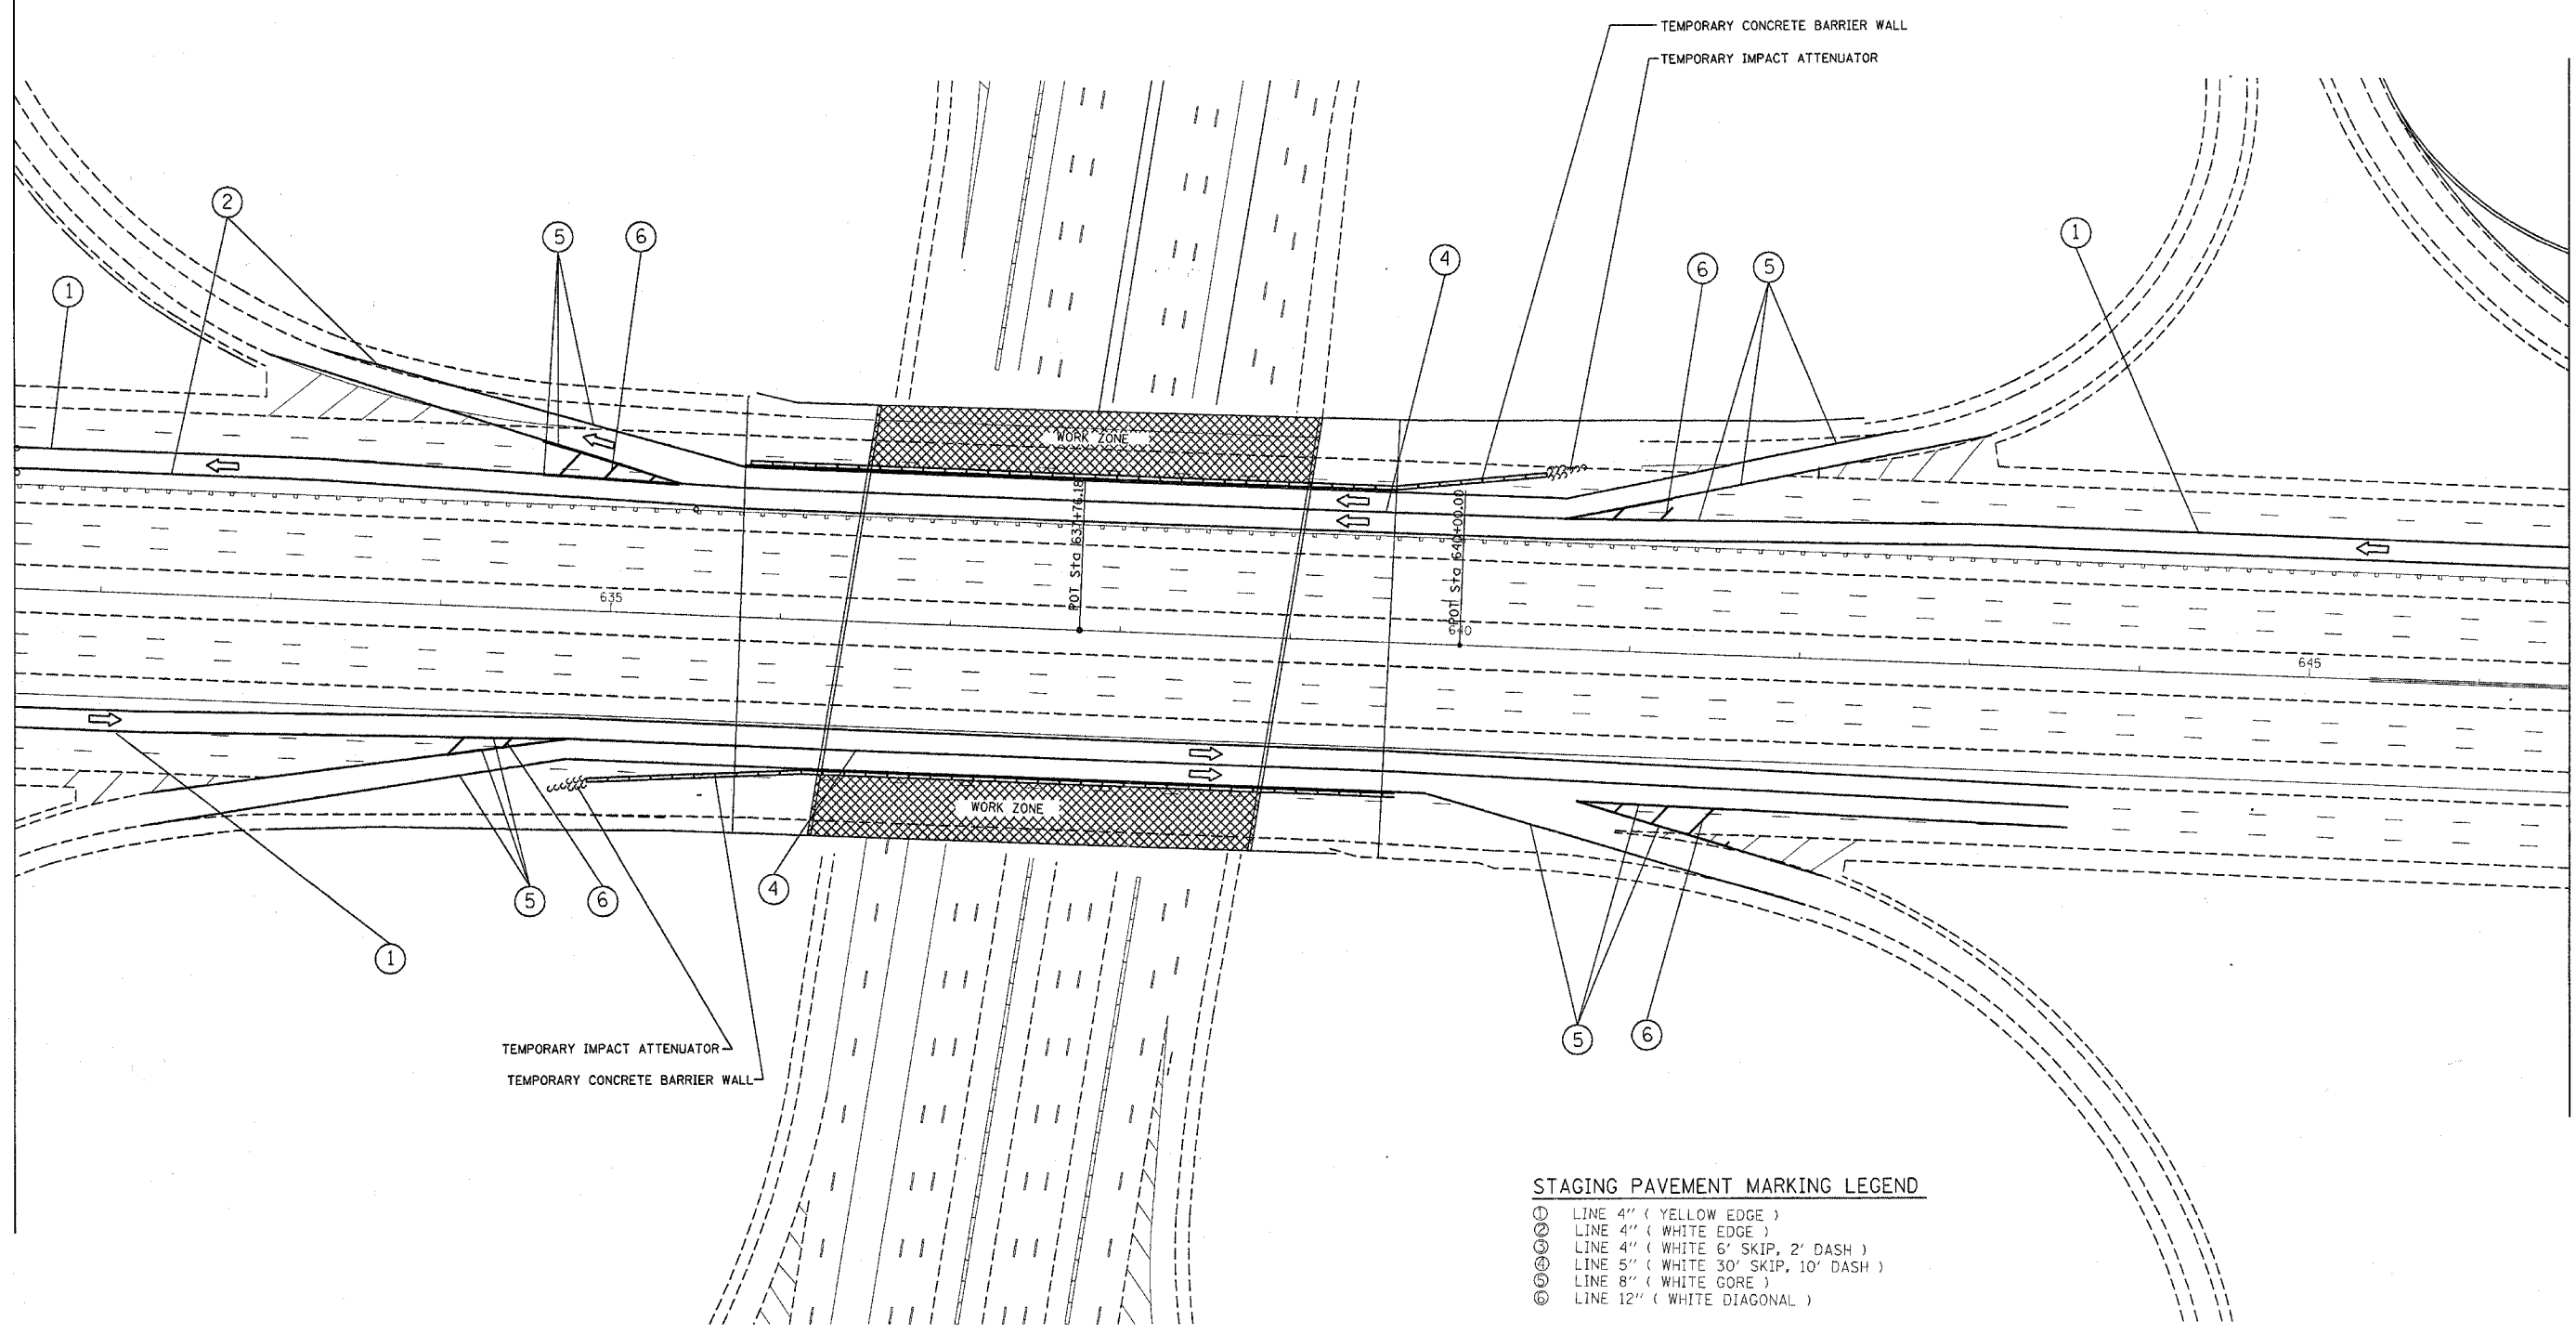 TEMPORARY CONCRETE BARRIER WALL
TEMPORARY IMPACT ATTENUATOR
2
5
6
4
6
5
1
1
WORK ZONE
POT Sta 637+76.18
POT Sta 640+00.00
635
640
645
WORK ZONE
4
5
6
1
5
6
TEMPORARY IMPACT ATTENUATOR
TEMPORARY CONCRETE BARRIER WALL
STAGING PAVEMENT MARKING LEGEND
1 LINE 4" ( YELLOW EDGE )
2 LINE 4" ( WHITE EDGE )
3 LINE 4" ( WHITE 6' SKIP, 2' DASH )
4 LINE 5" ( WHITE 30' SKIP, 10' DASH )
5 LINE 8" ( WHITE GORE )
6 LINE 12" ( WHITE DIAGONAL )